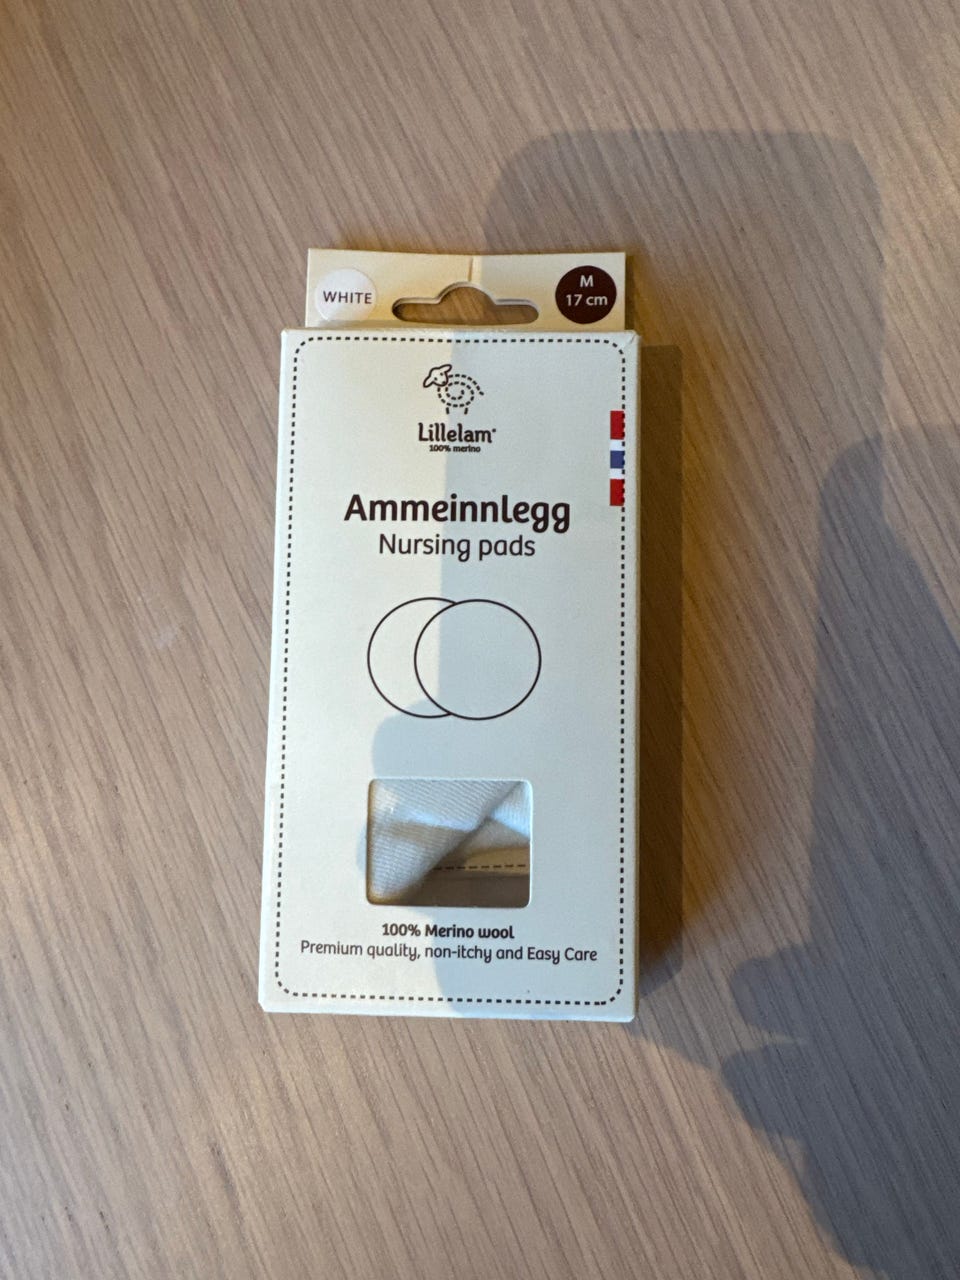 WHITE
M
17 cm
Lillelam®
100% merino
Ammeinnlegg
Nursing pads
100% Merino wool
Premium quality, non-itchy and Easy Care